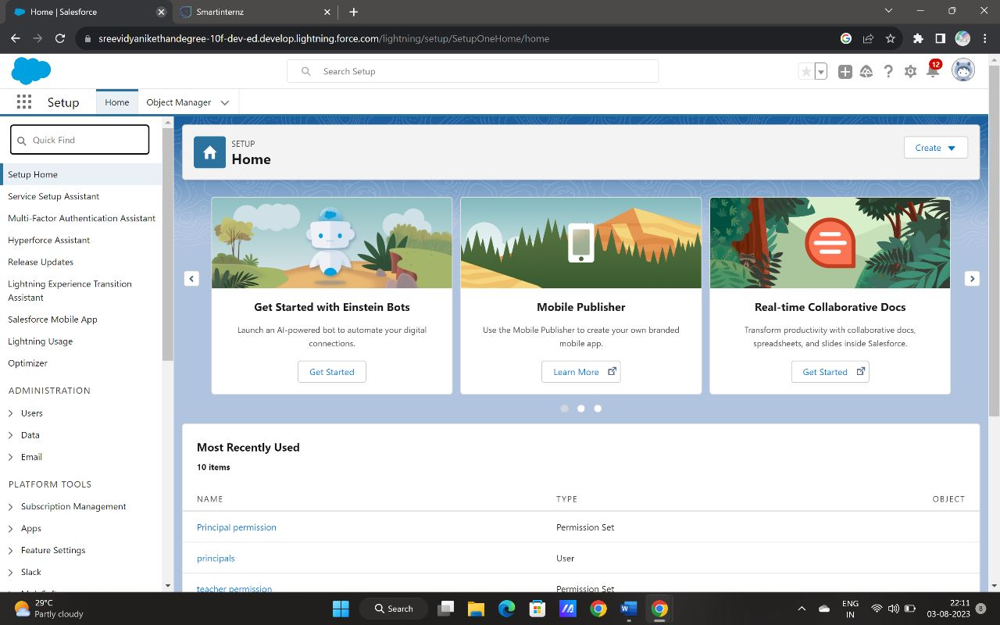 Home | Salesforce
Smartinternz
sreevidyanikethandegree-10f-dev-ed.develop.lightning.force.com/lightning/setup/SetupOneHome/home
Search Setup
12
Setup
Home
Object Manager
Quick Find
Setup Home
Service Setup Assistant
Multi-Factor Authentication Assistant
Hyperforce Assistant
Release Updates
Lightning Experience Transition
Assistant
Salesforce Mobile App
Lightning Usage
Optimizer
ADMINISTRATION
Users
Data
Email
PLATFORM TOOLS
Subscription Management
Apps
Feature Settings
Slack
SETUP
Home
Create
Get Started with Einstein Bots
Launch an AI-powered bot to automate your digital
connections.
Get Started
Mobile Publisher
Use the Mobile Publisher to create your own branded
mobile app.
Learn More
Real-time Collaborative Docs
Transform productivity with collaborative docs,
spreadsheets, and slides inside Salesforce.
Get Started
Most Recently Used
10 items
NAME TYPE OBJECT
Principal permission Permission Set
principals User
teacher permission Permission Set
29°C
Partly cloudy
Search
ENG
IN
22:11
03-08-2023
8